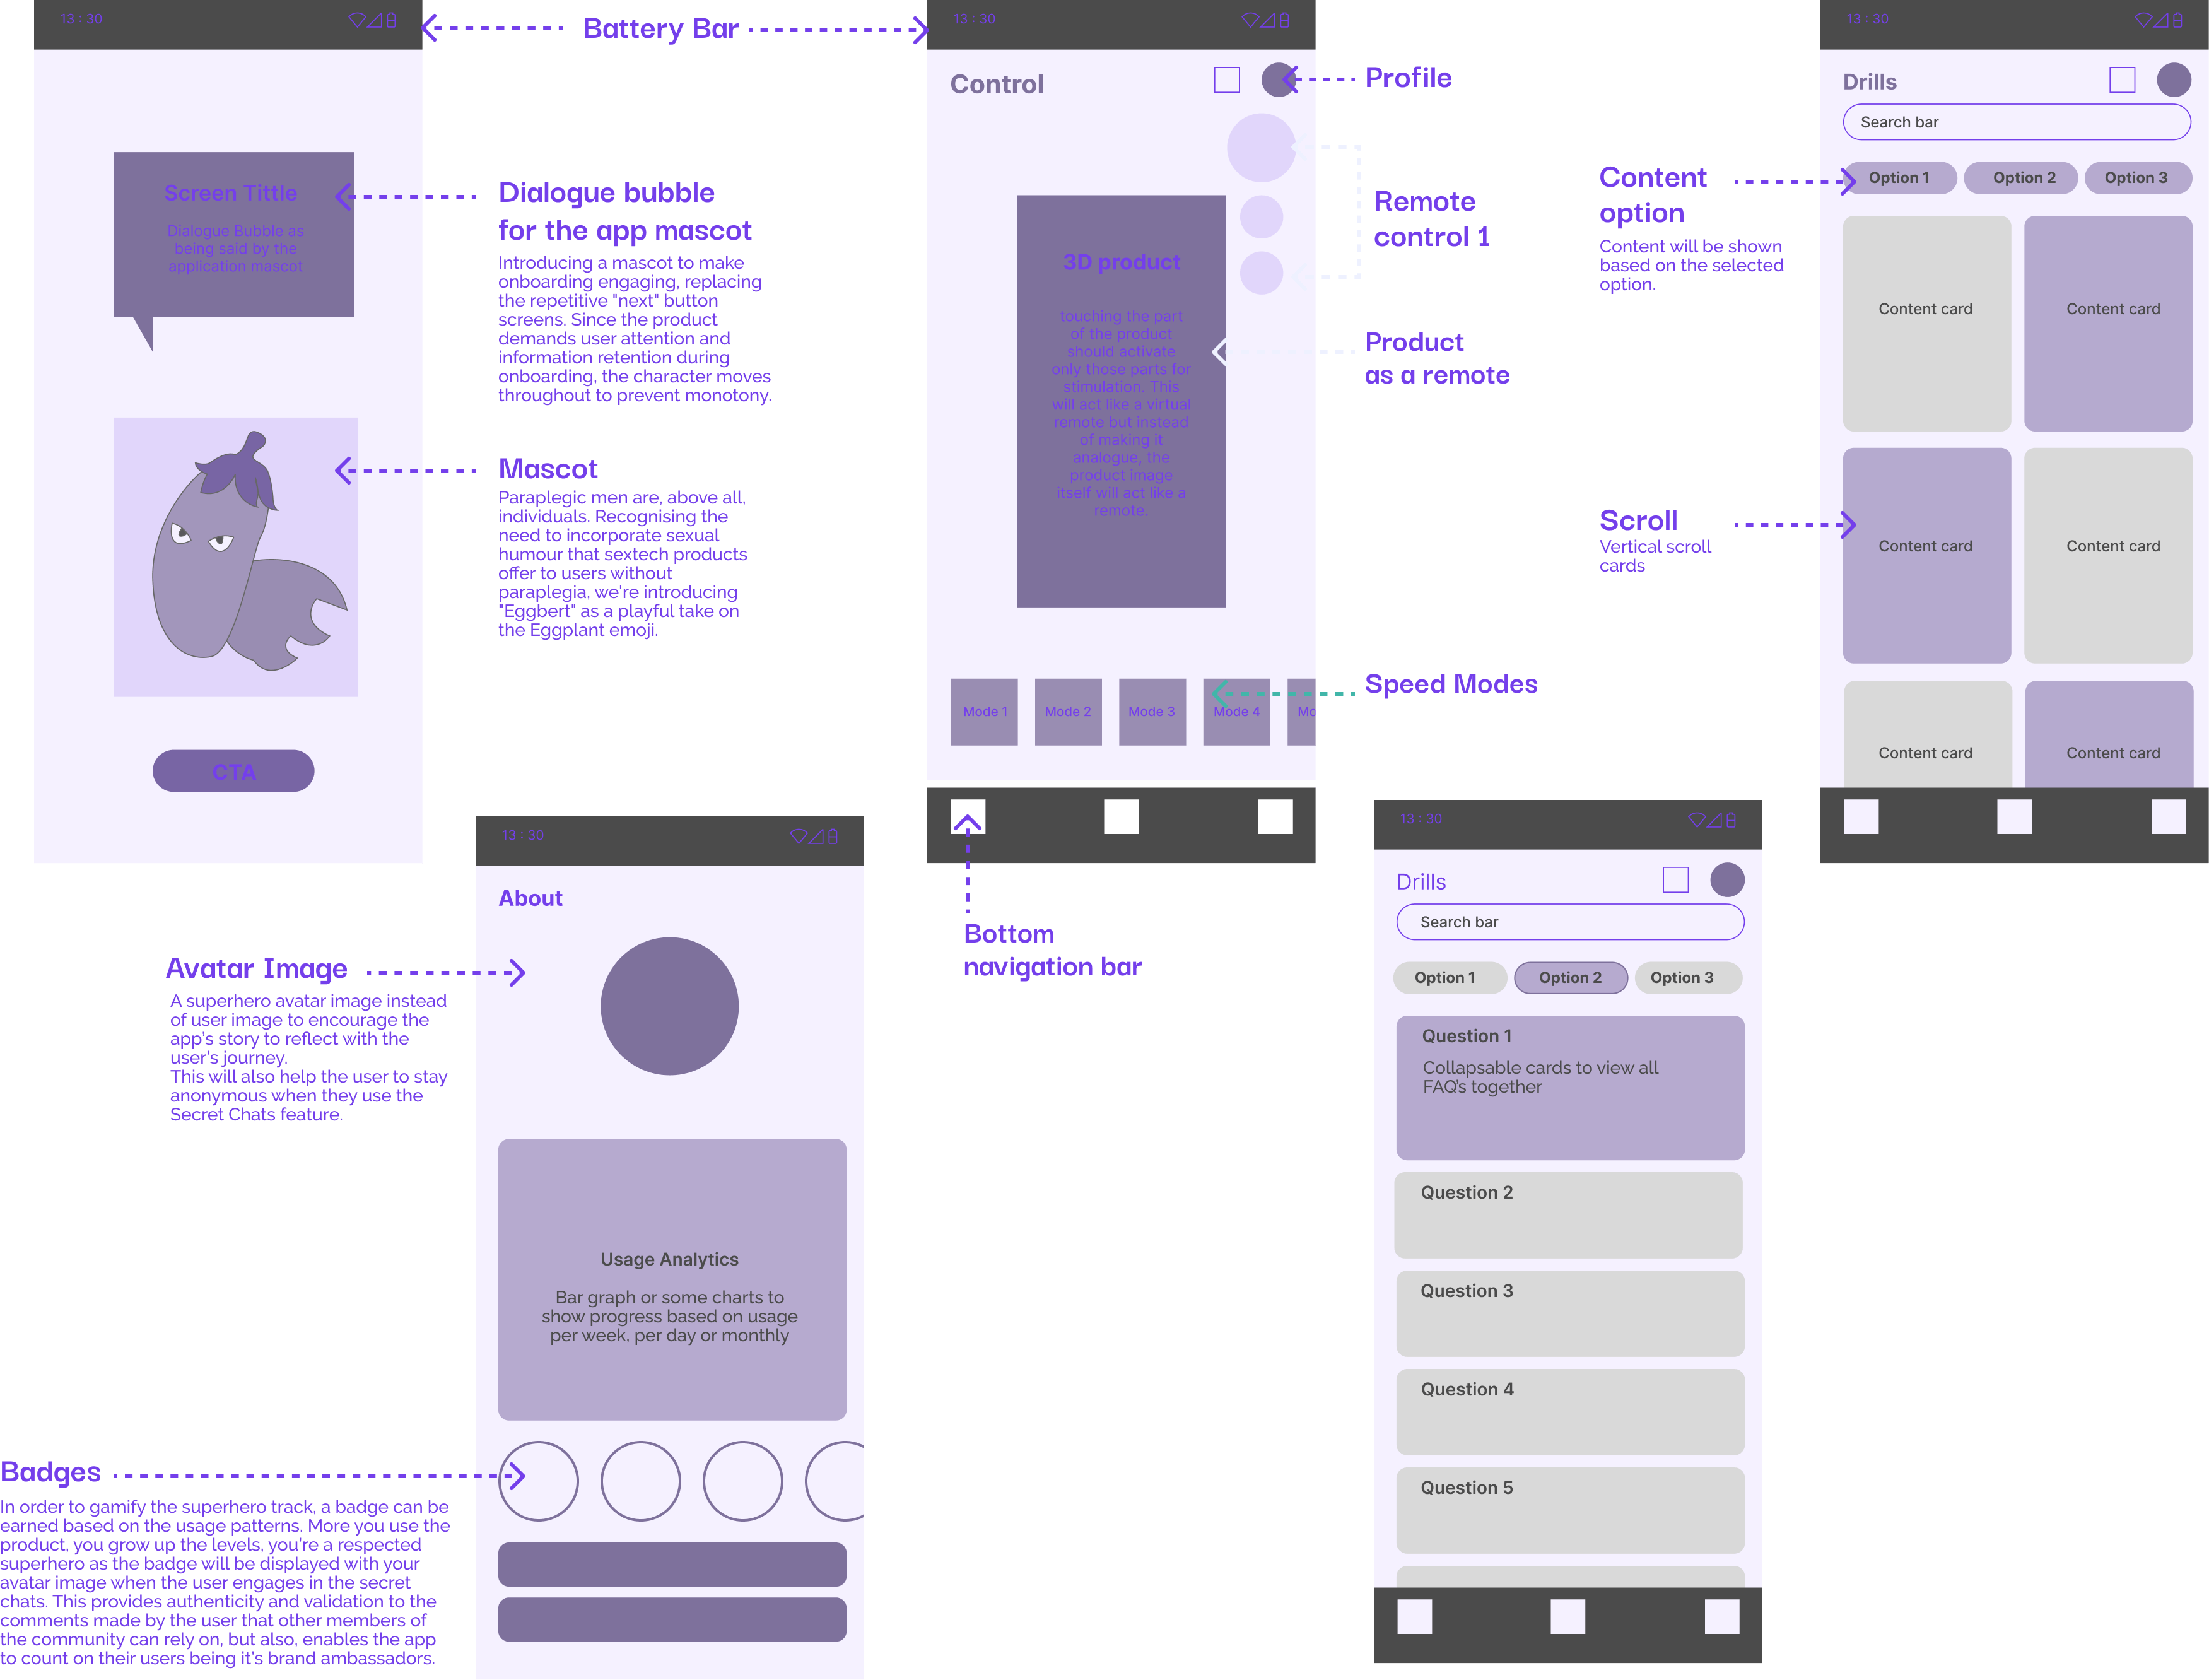 13 : 30
Battery Bar
Screen Tittle
Dialogue Bubble as
being said by the
application mascot
CTA
Dialogue bubble
for the app mascot
Introducing a mascot to make
onboarding engaging, replacing
the repetitive "next" button
screens. Since the product
demands user attention and
information retention during
onboarding, the character moves
throughout to prevent monotony.
Mascot
Paraplegic men are, above all,
individuals. Recognising the
need to incorporate sexual
humour that sextech products
offer to users without
paraplegia, we're introducing
"Eggbert" as a playful take on
the Eggplant emoji.
13 : 30
Control
3D product
touching the part
of the product
should activate
only those parts for
stimulation. This
will act like a virtual
remote but instead
of making it
analogue, the
product image
itself will act like a
remote.
Mode 1
Mode 2
Mode 3
Mode 4
Mo
Profile
Remote
control 1
Product
as a remote
Speed Modes
Bottom
navigation bar
Content
option
Content will be shown
based on the selected
option.
Scroll
Vertical scroll
cards
13 : 30
Drills
Search bar
Option 1
Option 2
Option 3
Content card
Content card
Content card
Content card
Content card
Content card
Avatar Image
A superhero avatar image instead
of user image to encourage the
app's story to reflect with the
user's journey.
This will also help the user to stay
anonymous when they use the
Secret Chats feature.
Badges
In order to gamify the superhero track, a badge can be
earned based on the usage patterns. More you use the
product, you grow up the levels, you're a respected
superhero as the badge will be displayed with your
avatar image when the user engages in the secret
chats. This provides authenticity and validation to the
comments made by the user that other members of
the community can rely on, but also, enables the app
to count on their users being it's brand ambassadors.
13 : 30
About
Usage Analytics
Bar graph or some charts to
show progress based on usage
per week, per day or monthly
13 : 30
Drills
Search bar
Option 1
Option 2
Option 3
Question 1
Collapsable cards to view all
FAQ's together
Question 2
Question 3
Question 4
Question 5